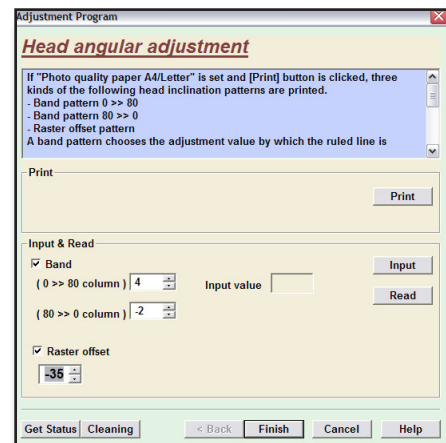 Adjustment Program
Head angular adjustment
If "Photo quality paper A4/Letter" is set and [Print] button is clicked, three
kinds of the following head inclination patterns are printed.
- Band pattern 0 >> 80
- Band pattern 80 >> 0
- Raster offset pattern
A band pattern chooses the adjustment value by which the ruled line is
Print
Print
Input & Read
Band
Input
( 0 >> 80 column ) 4
Input value
Read
( 80 >> 0 column ) -2
Raster offset
-35
Get Status Cleaning < Back Finish Cancel Help